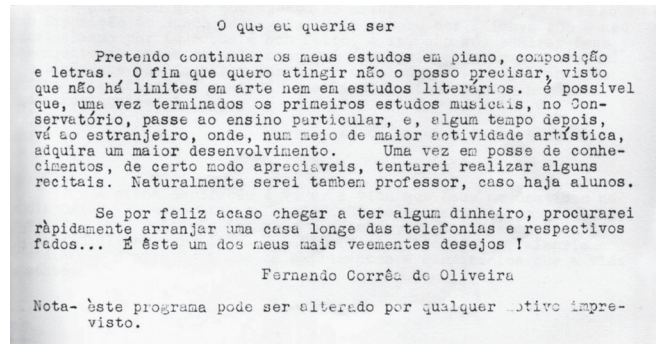 O que eu queria ser
Pretendo continuar os meus estudos em piano, composição
e letras. O fim que quero atingir não o posso precisar, visto
que não há limites em arte nem em estudos literários. é possivel
que, uma vez terminados os primeiros estudos musicais, no Con-
servatório, passe ao ensino particular, e, algum tempo depois,
vá ao estranjeiro, onde, num meio de maior actividade artística,
adquira um maior desenvolvimento. Uma vez em posse de conhe-
cimentos, de certo modo apreciáveis, tentarei realizar alguns
recitais. Naturalmente serei tambem professor, caso haja alunos.
Se por feliz acaso chegar a ter algum dinheiro, procurarei
ràpidamente arranjar uma casa longe das telefonias e respectivos
fados... É êste um dos meus mais veementes desejos !
Fernando Corrêa de Oliveira
Nota- èste programa pode ser alterado por qualquer motivo impre-
visto.